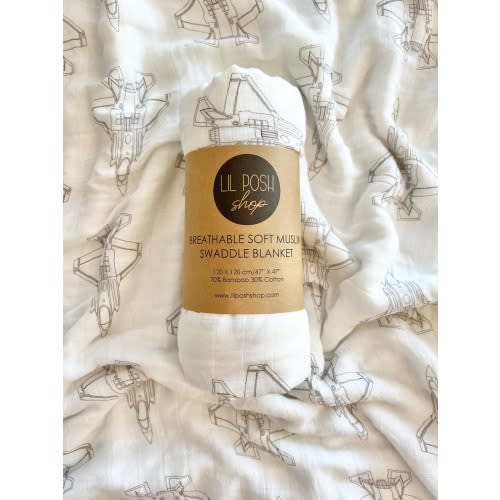 LIL POSH
shop
BREATHABLE SOFT MUSLIN
SWADDLE BLANKET
120 X 120 cm/47" X 47"
70% Bamboo 30% Cotton
www.lilposhshop.com